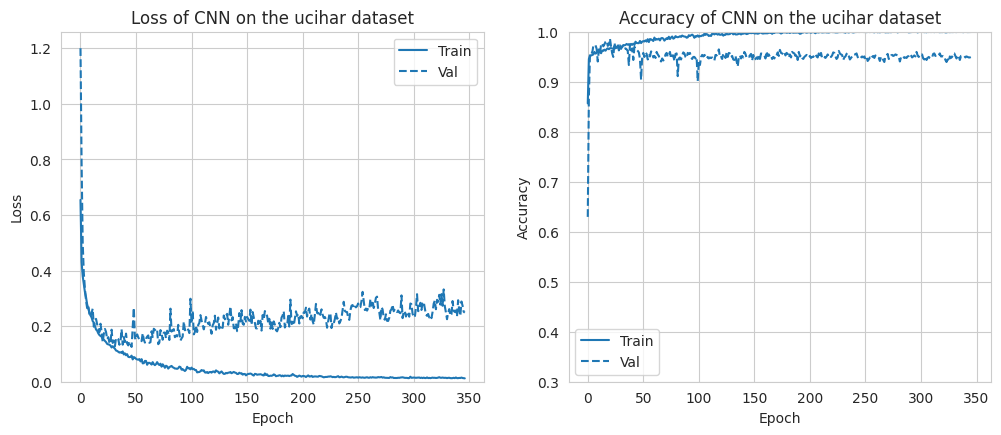 Loss of CNN on the ucihar dataset
1.2
1.0
0.8
0.6
0.4
0.2
0.0
Loss
Train
Val
0 50 100 150 200 250 300 350
Epoch
Accuracy of CNN on the ucihar dataset
1.0
0.9
0.8
0.7
0.6
0.5
0.4
0.3
Accuracy
Train
Val
0 50 100 150 200 250 300 350
Epoch